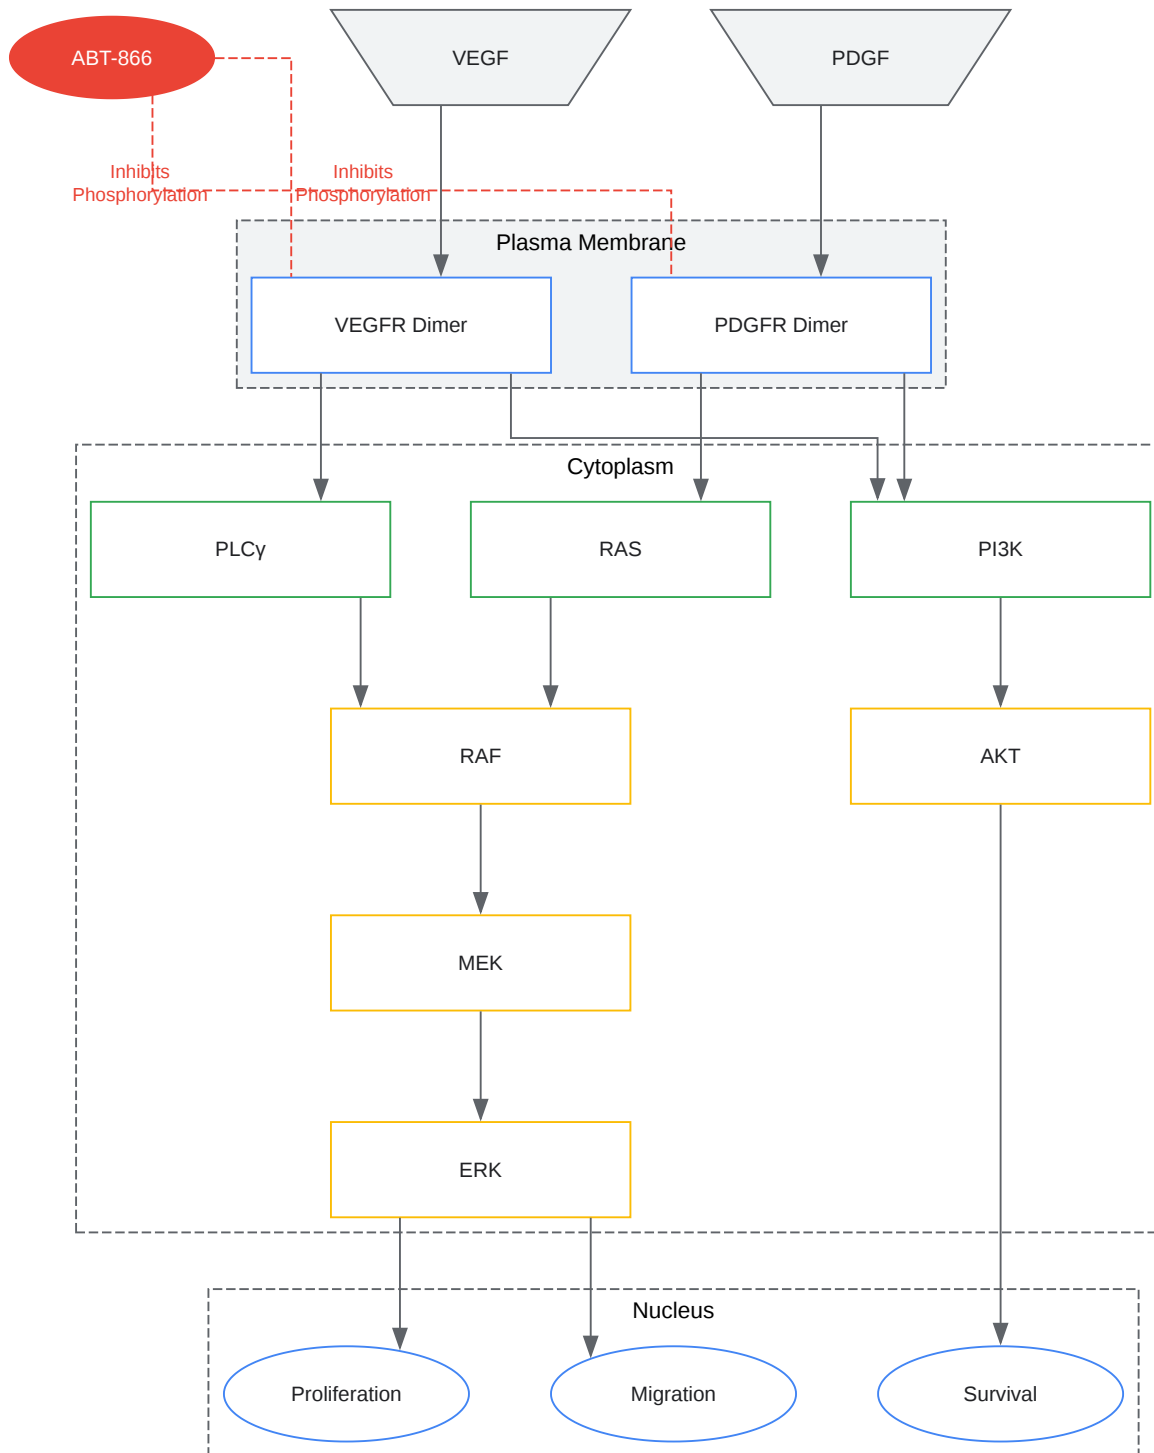 ABT-866
VEGF
PDGF
Inhibits
Phosphorylation
Inhibits
Phosphorylation
Plasma Membrane
VEGFR Dimer
PDGFR Dimer
Cytoplasm
PLCγ
RAS
PI3K
RAF
AKT
MEK
ERK
Nucleus
Proliferation
Migration
Survival